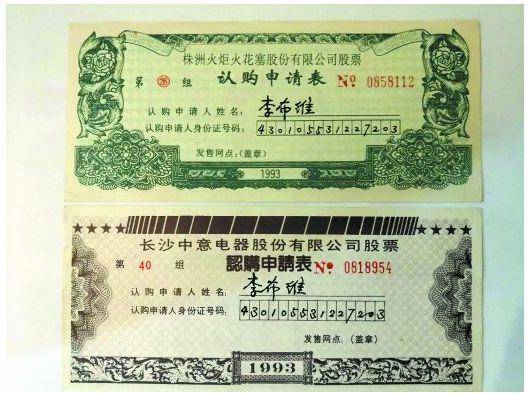 株洲火炬火花塞股份有限公司股票
第 ㉖ 组 认购申请表 № 0858112
认购申请人姓名: 李布维
认购申请人身份证号码: 430105531227203
发售网点:(盖章)
1993
长沙中意电器股份有限公司股票
第 40 组 認購申請表 № 0818954
认购申请人姓名: 李布维
认购申请人身份证号码: 430105531227203
发售网点: (盖章)
1993